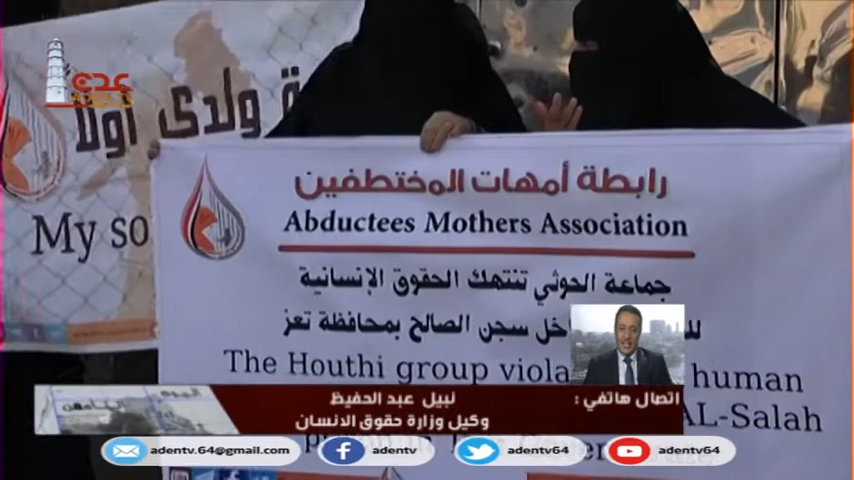 عدن
ولدي أولا
My so
رابطة أمهات المختطفين
Abductees Mothers Association
جماعة الحوثي تنتهك الحقوق الإنسانية
سجن الصالح بمحافظة تعز
The Houthi group viola human
AL-Salah
اتصال هاتفي : نبيل عبد الحفيظ
وكيل وزارة حقوق الانسان
adentv.64@gmail.com adentv adentv64 adentv64